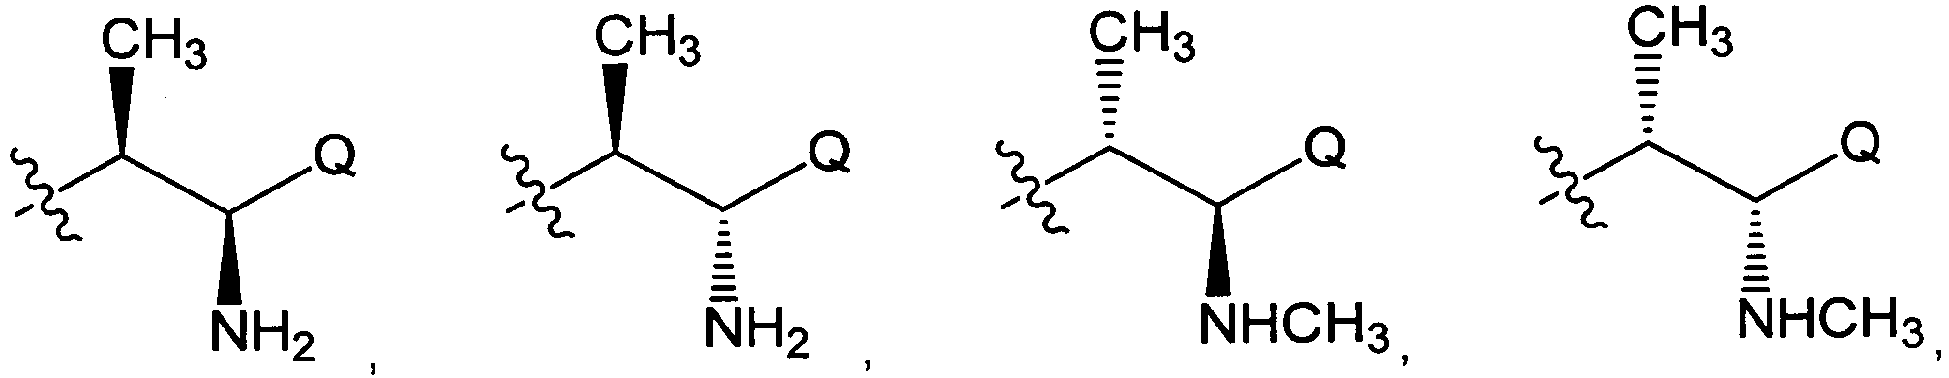 CH3 CH3 CH3 CH3
Q Q Q Q
NH2 , NH2 , NHCH3 , NHCH3 ,